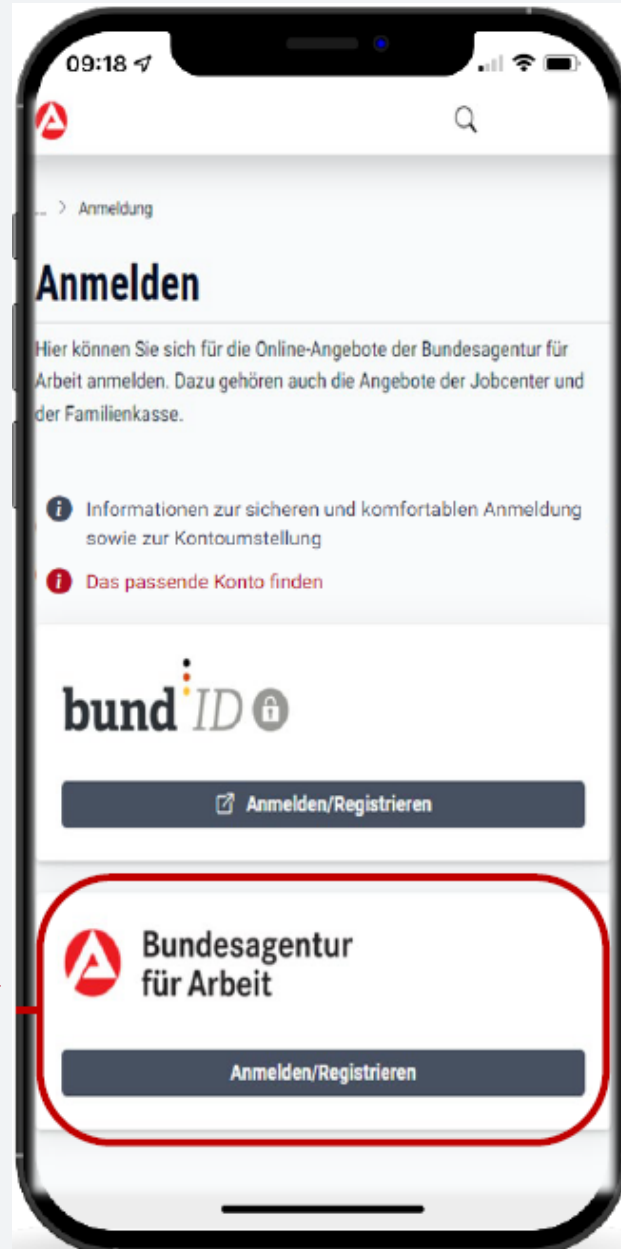 09:18
... > Anmeldung
Anmelden
Hier können Sie sich für die Online-Angebote der Bundesagentur für
Arbeit anmelden. Dazu gehören auch die Angebote der Jobcenter und
der Familienkasse.
Informationen zur sicheren und komfortablen Anmeldung
sowie zur Kontoumstellung
Das passende Konto finden
bundID
Anmelden/Registrieren
Bundesagentur
für Arbeit
Anmelden/Registrieren